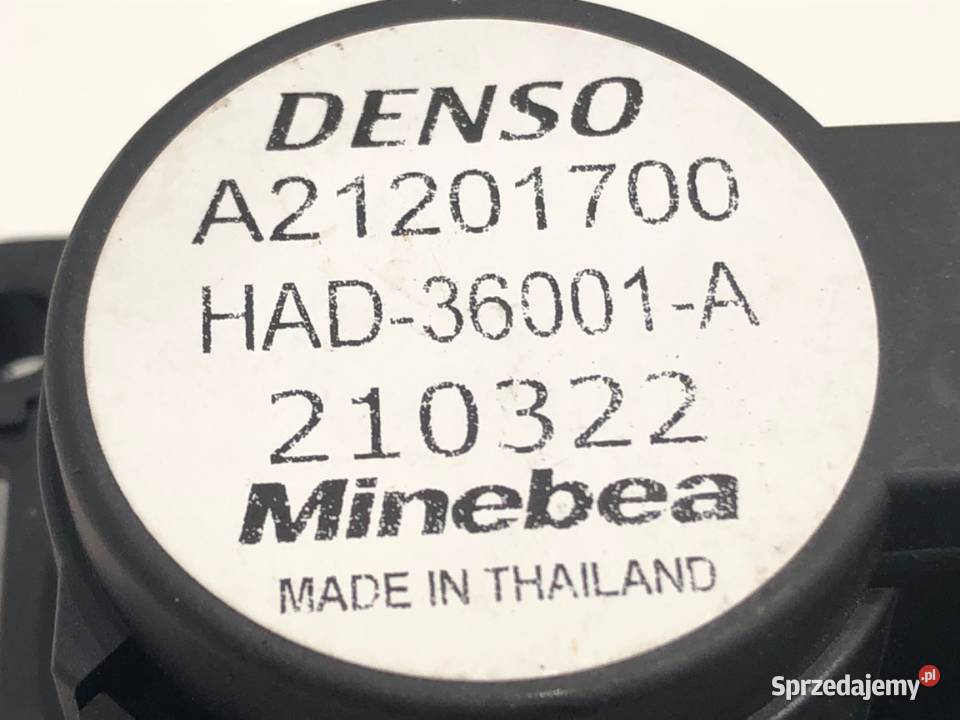 DENSO
A21201700
HAD-36001-A
210322
Minebea
MADE IN THAILAND
Sprzedajemy.pl